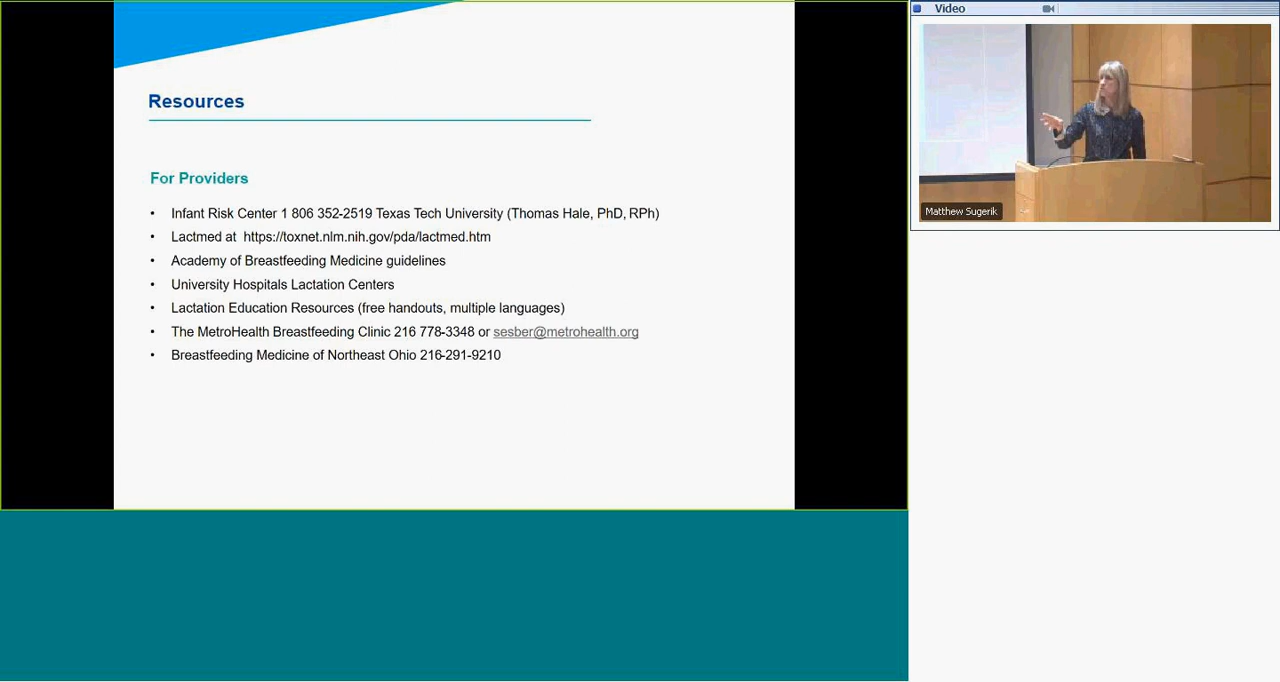 Resources
For Providers
• Infant Risk Center 1 806 352-2519 Texas Tech University (Thomas Hale, PhD, RPh)
• Lactmed at https://toxnet.nlm.nih.gov/pda/lactmed.htm
• Academy of Breastfeeding Medicine guidelines
• University Hospitals Lactation Centers
• Lactation Education Resources (free handouts, multiple languages)
• The MetroHealth Breastfeeding Clinic 216 778-3348 or sesber@metrohealth.org
• Breastfeeding Medicine of Northeast Ohio 216-291-9210
Video
Matthew Sugerik